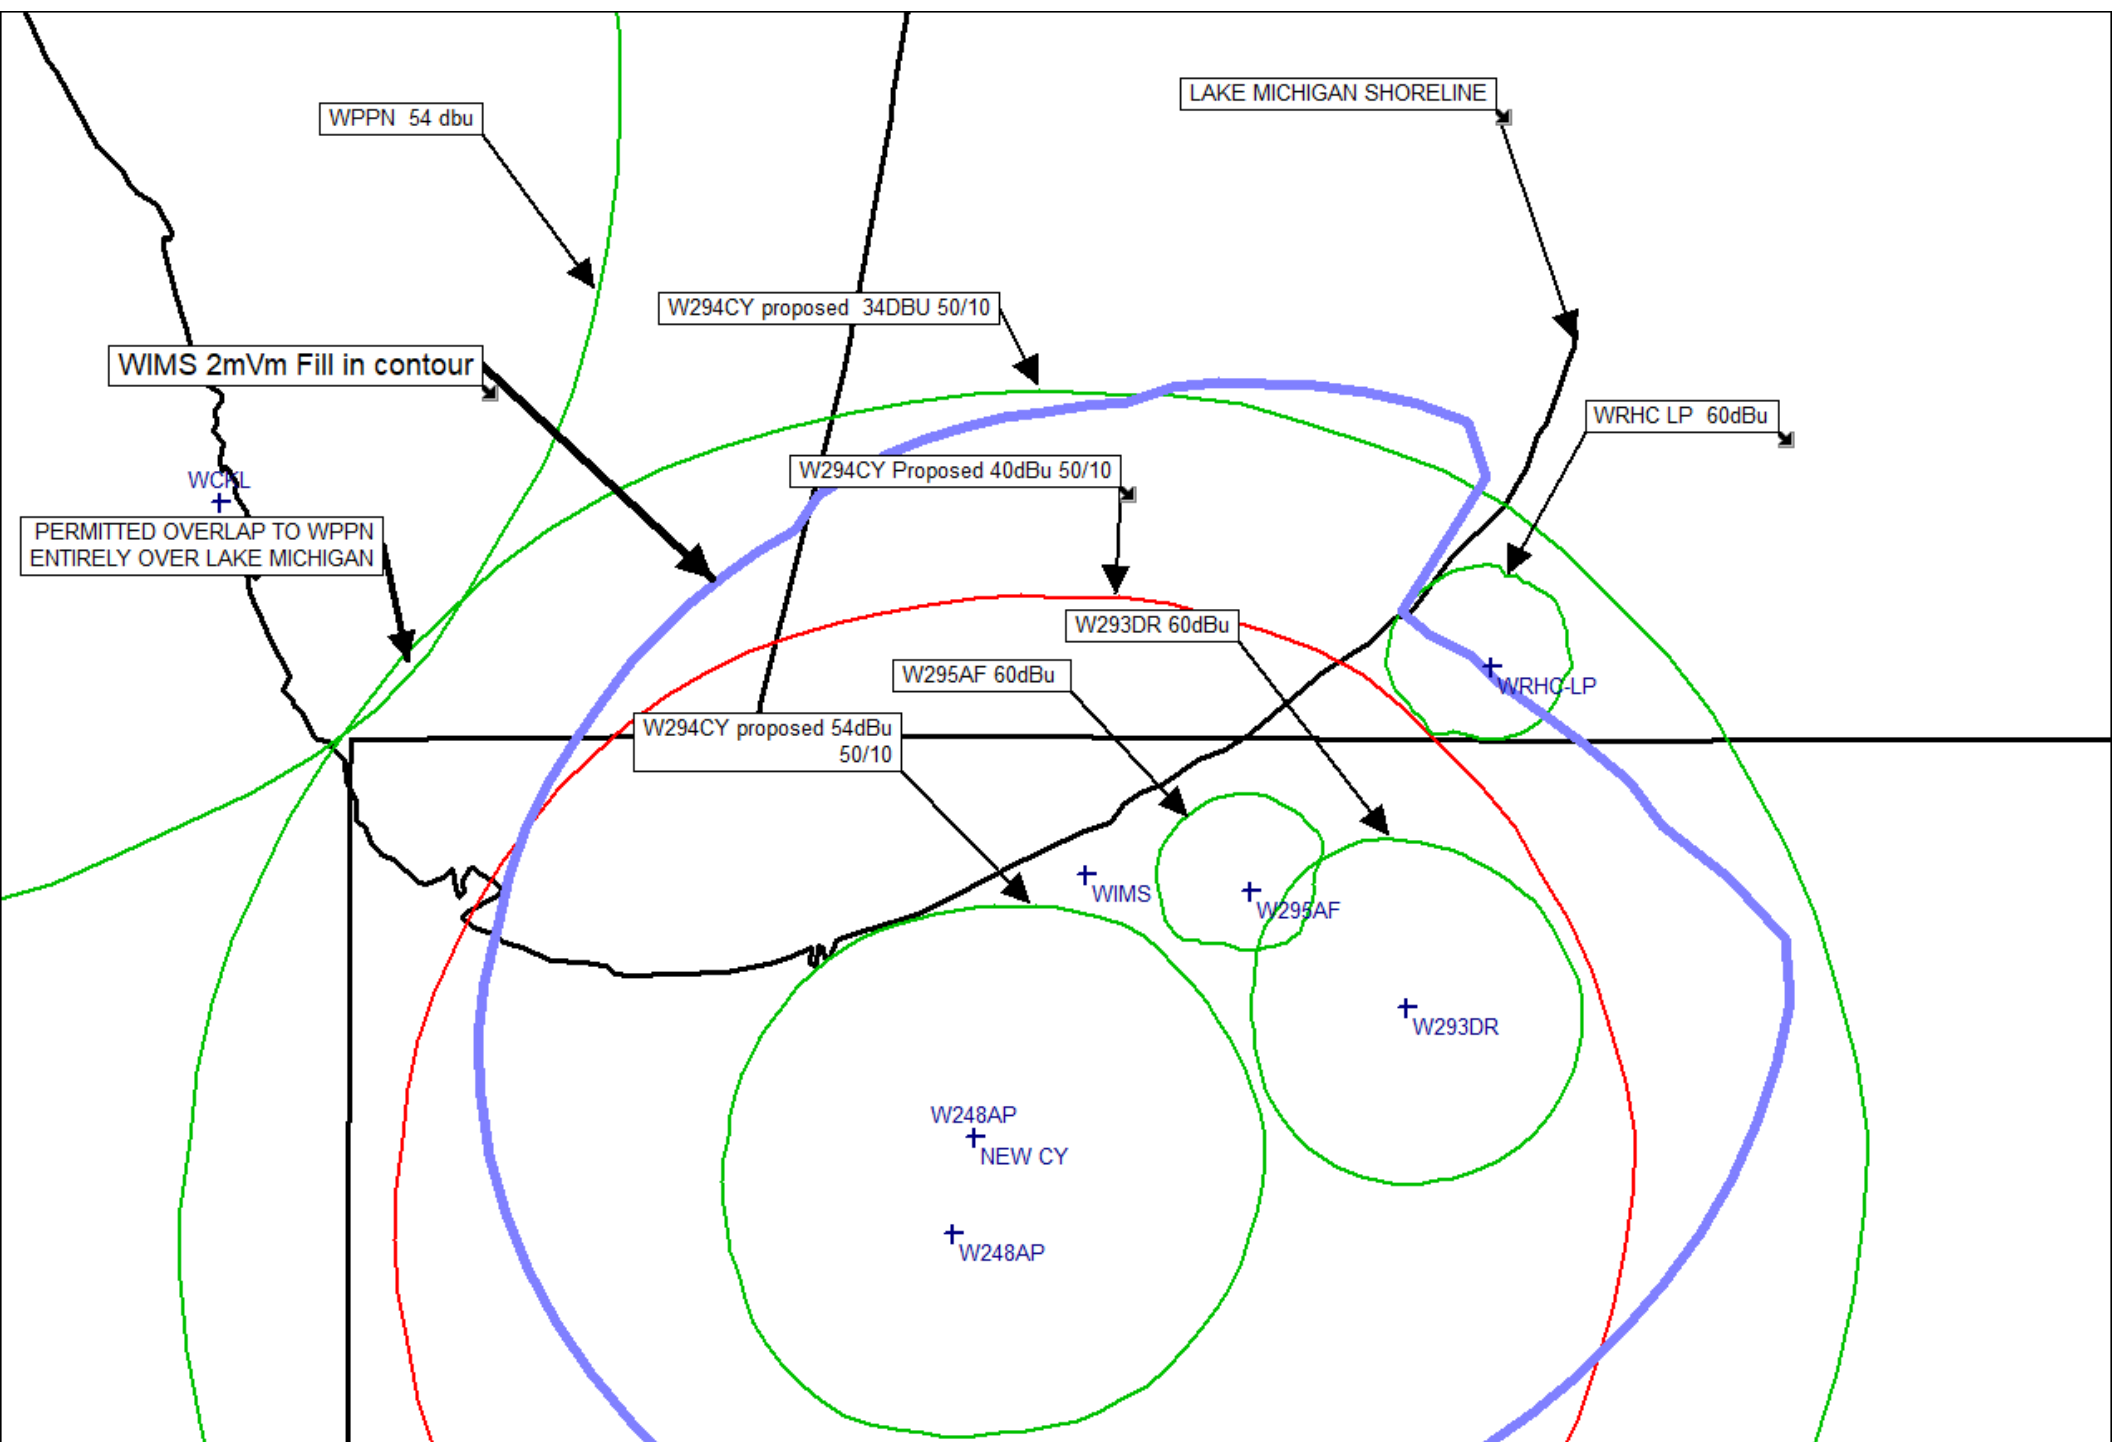 LAKE MICHIGAN SHORELINE
WPPN 54 dbu
W294CY proposed 34DBU 50/10
WIMS 2mVm Fill in contour
WRHC LP 60dBu
W294CY Proposed 40dBu 50/10
WCKL
PERMITTED OVERLAP TO WPPN
ENTIRELY OVER LAKE MICHIGAN
W293DR 60dBu
W295AF 60dBu
WRHC-LP
W294CY proposed 54dBu
50/10
WIMS
W295AF
W293DR
W248AP
NEW CY
W248AP